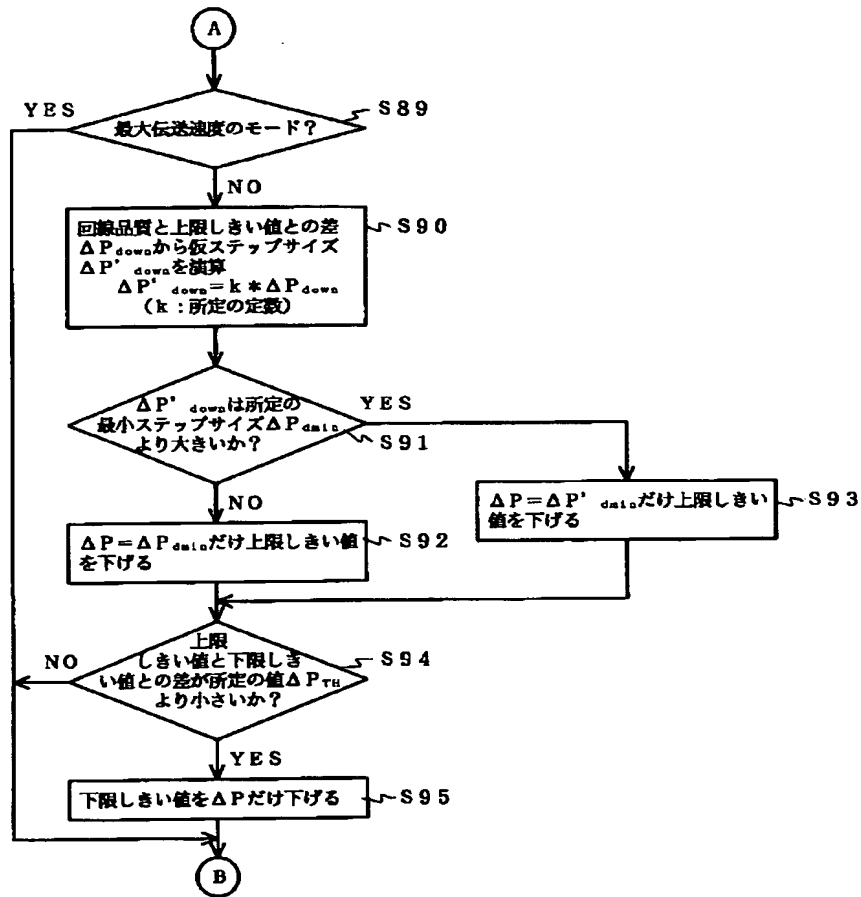 A
YES
S89
最大伝送速度のモード?
NO
回線品質と上限しきい値との差
ΔPdownから仮ステップサイズ
ΔP'downを演算
ΔP'down=k*ΔPdown
(k:所定の定数)
S90
ΔP'downは所定の
最小ステップサイズΔPdmin
より大きいか?
YES
S91
NO
ΔP=ΔP'dminだけ上限しきい
値を下げる
S93
ΔP=ΔPdminだけ上限しきい値
を下げる
S92
上限
しきい値と下限しき
い値との差が所定の値ΔPTH
より小さいか?
NO
S94
YES
下限しきい値をΔPだけ下げる
S95
B